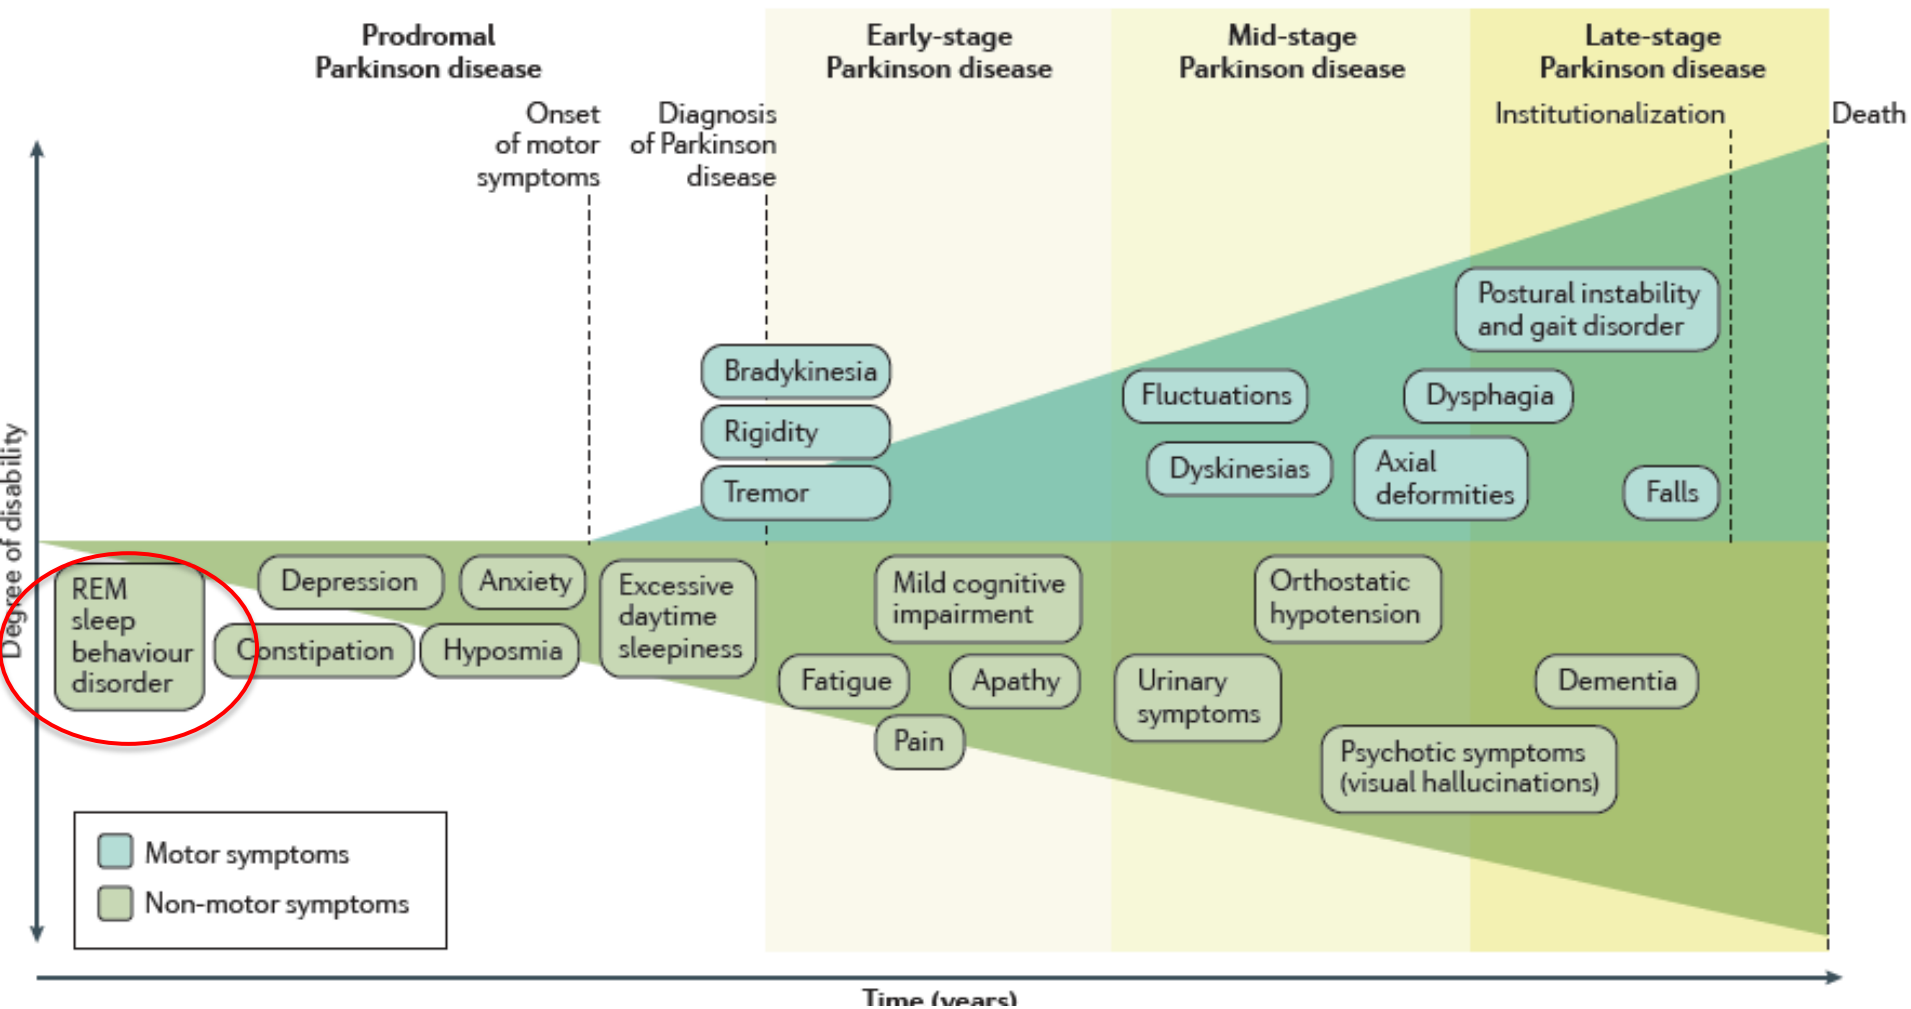 Prodromal
Parkinson disease
Early-stage
Parkinson disease
Mid-stage
Parkinson disease
Late-stage
Parkinson disease
Onset
of motor
symptoms
Diagnosis
of Parkinson
disease
Institutionalization
Death
Degree of disability
Bradykinesia
Rigidity
Tremor
Fluctuations
Dyskinesias
Postural instability
and gait disorder
Dysphagia
Axial
deformities
Falls
REM
sleep
behaviour
disorder
Depression
Anxiety
Constipation
Hyposmia
Excessive
daytime
sleepiness
Mild cognitive
impairment
Fatigue
Apathy
Pain
Orthostatic
hypotension
Urinary
symptoms
Dementia
Psychotic symptoms
(visual hallucinations)
Motor symptoms
Non-motor symptoms
Time (years)